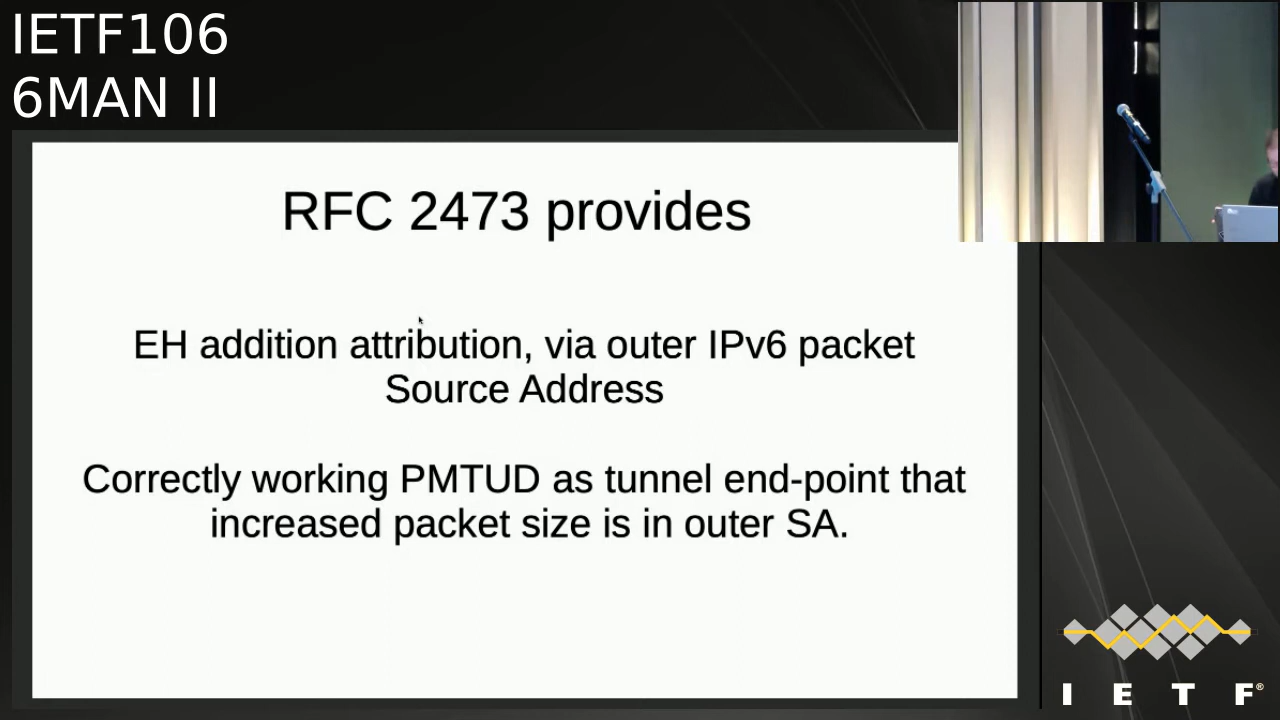 IETF106
6MAN II
RFC 2473 provides
EH addition attribution, via outer IPv6 packet
Source Address
Correctly working PMTUD as tunnel end-point that
increased packet size is in outer SA.
I E T F®